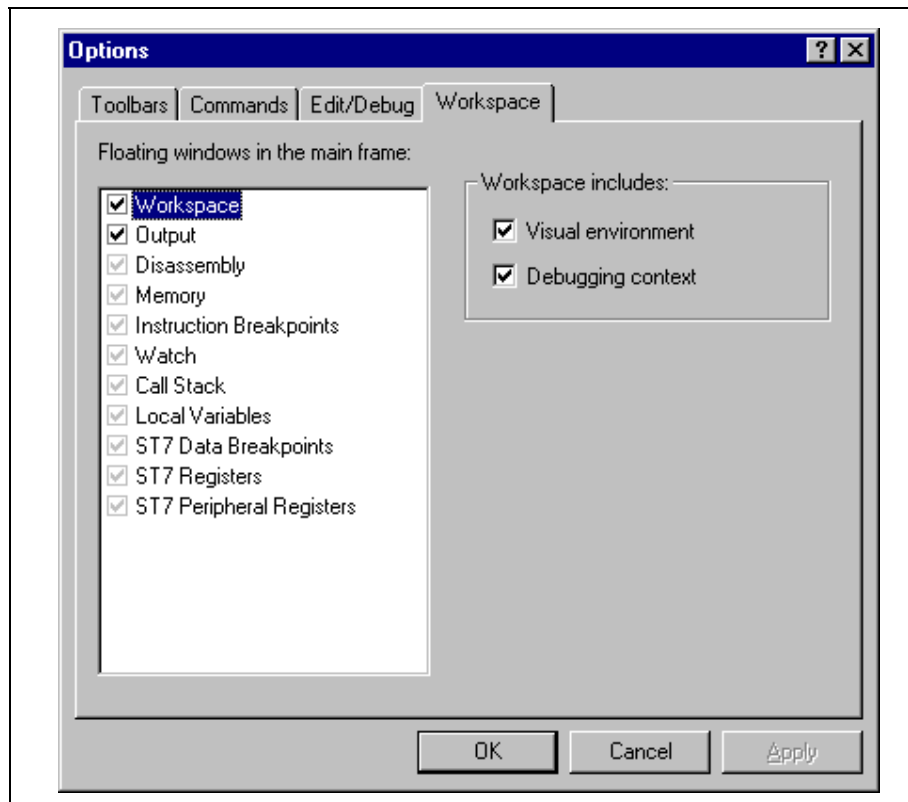 Options
Toolbars Commands Edit/Debug Workspace
Floating windows in the main frame:
Workspace
Output
Disassembly
Memory
Instruction Breakpoints
Watch
Call Stack
Local Variables
ST7 Data Breakpoints
ST7 Registers
ST7 Peripheral Registers
Workspace includes:
Visual environment
Debugging context
OK Cancel Apply